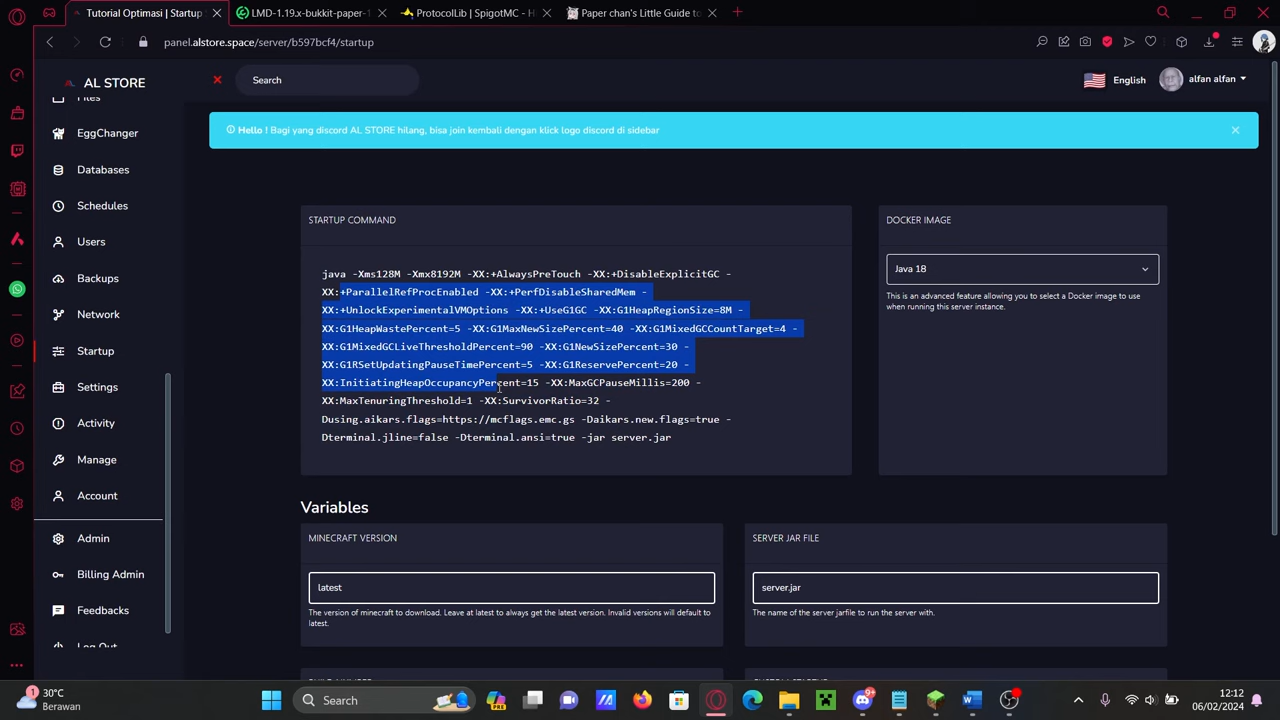 Tutorial Optimasi | Startup
LMD-1.19.x-bukkit-paper-1
ProtocolLib | SpigotMC - H
Paper chan's Little Guide to
panel.alstore.space/server/b597bcf4/startup
AL STORE
Search
English
alfan alfan
Files
EggChanger
Databases
Schedules
Users
Backups
Network
Startup
Settings
Activity
Manage
Account
Admin
Billing Admin
Feedbacks
Log Out
Hello ! Bagi yang discord AL STORE hilang, bisa join kembali dengan klick logo discord di sidebar
STARTUP COMMAND
java -Xms128M -Xmx8192M -XX:+AlwaysPreTouch -XX:+DisableExplicitGC -
XX:+ParallelRefProcEnabled -XX:+PerfDisableSharedMem -
XX:+UnlockExperimentalVMOptions -XX:+UseG1GC -XX:G1HeapRegionSize=8M -
XX:G1HeapWastePercent=5 -XX:G1MaxNewSizePercent=40 -XX:G1MixedGCCountTarget=4 -
XX:G1MixedGCLiveThresholdPercent=90 -XX:G1NewSizePercent=30 -
XX:G1RSetUpdatingPauseTimePercent=5 -XX:G1ReservePercent=20 -
XX:InitiatingHeapOccupancyPercent=15 -XX:MaxGCPauseMillis=200 -
XX:MaxTenuringThreshold=1 -XX:SurvivorRatio=32 -
Dusing.aikars.flags=https://mcflags.emc.gs -Daikars.new.flags=true -
Dterminal.jline=false -Dterminal.ansi=true -jar server.jar
DOCKER IMAGE
Java 18
This is an advanced feature allowing you to select a Docker image to use
when running this server instance.
Variables
MINECRAFT VERSION
latest
The version of minecraft to download. Leave at latest to always get the latest version. Invalid versions will default to
latest.
SERVER JAR FILE
server.jar
The name of the server jarfile to run the server with.
1
30°C
Berawan
Search
PRE
12:12
06/02/2024